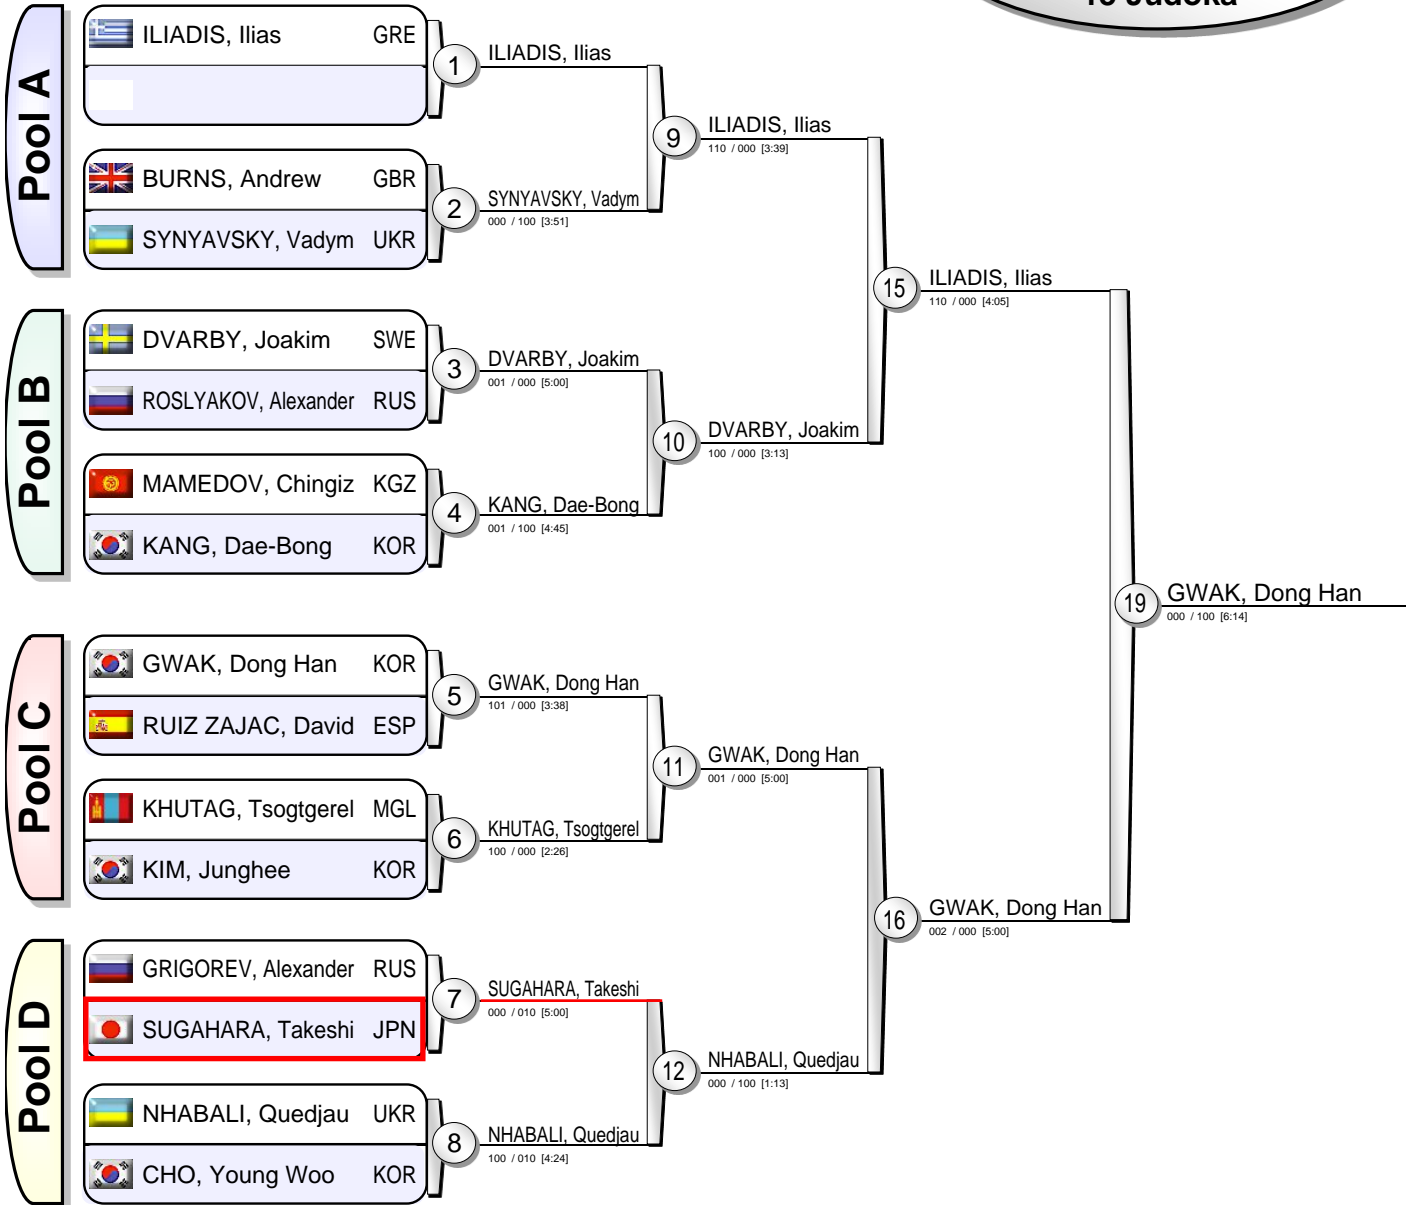 Pool A
ILIADIS, Ilias GRE
BURNS, Andrew GBR
SYNYAVSKY, Vadym UKR
1
ILIADIS, Ilias
2
SYNYAVSKY, Vadym
000 / 100 [3:51]
9
ILIADIS, Ilias
110 / 000 [3:39]
Pool B
DVARBY, Joakim SWE
ROSLYAKOV, Alexander RUS
MAMEDOV, Chingiz KGZ
KANG, Dae-Bong KOR
3
DVARBY, Joakim
001 / 000 [5:00]
4
KANG, Dae-Bong
001 / 100 [4:45]
10
DVARBY, Joakim
100 / 000 [3:13]
15
ILIADIS, Ilias
110 / 000 [4:05]
Pool C
GWAK, Dong Han KOR
RUIZ ZAJAC, David ESP
KHUTAG, Tsogtgerel MGL
KIM, Junghee KOR
5
GWAK, Dong Han
101 / 000 [3:38]
6
KHUTAG, Tsogtgerel
100 / 000 [2:26]
11
GWAK, Dong Han
001 / 000 [5:00]
Pool D
GRIGOREV, Alexander RUS
SUGAHARA, Takeshi JPN
NHABALI, Quedjau UKR
CHO, Young Woo KOR
7
SUGAHARA, Takeshi
000 / 010 [5:00]
8
NHABALI, Quedjau
100 / 010 [4:24]
12
NHABALI, Quedjau
000 / 100 [1:13]
16
GWAK, Dong Han
002 / 000 [5:00]
19
GWAK, Dong Han
000 / 100 [6:14]